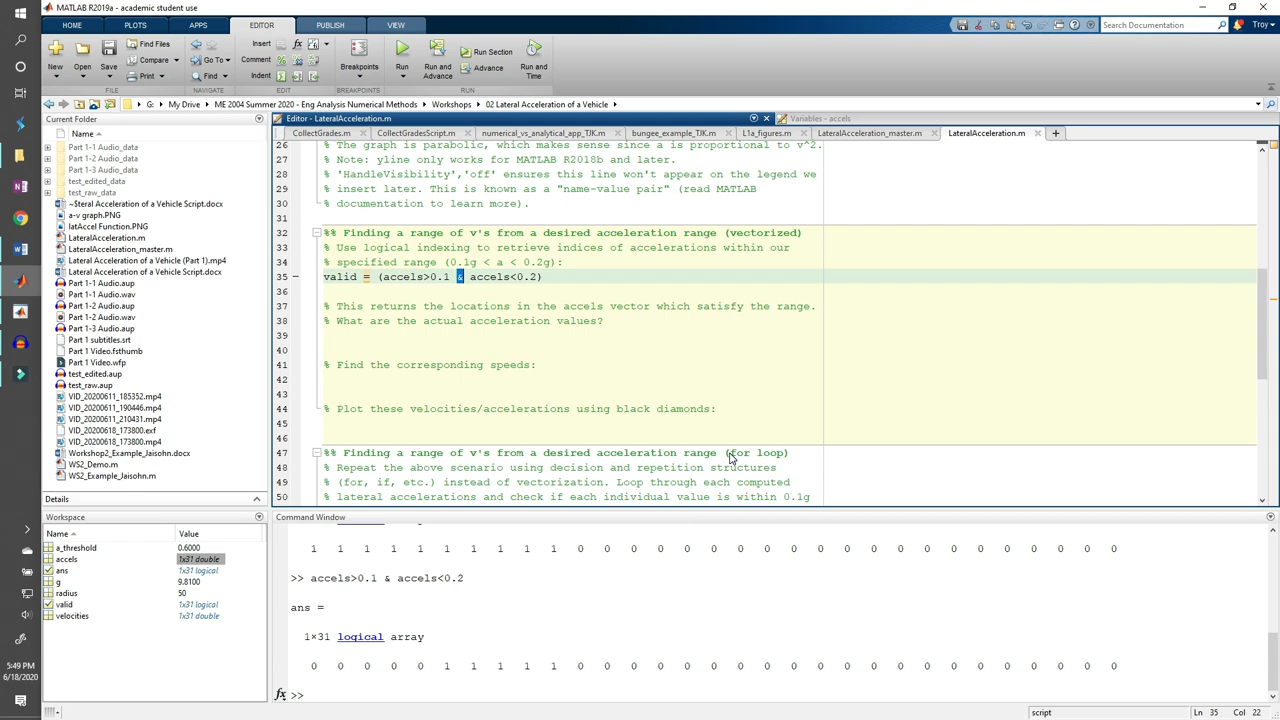 MATLAB R2019a - academic student use
HOME PLOTS APPS EDITOR PUBLISH VIEW
Search Documentation
Troy
New
Open
Save
Find Files
Compare
Print
Go To
Find
Insert
Comment
Indent
fx
Breakpoints
Run
Run and Advance
Run Section
Advance
Run and Time
FILE NAVIGATE EDIT BREAKPOINTS RUN
G: My Drive ME 2004 Summer 2020 - Eng Analysis Numerical Methods Workshops 02 Lateral Acceleration of a Vehicle
Current Folder
Name
Part 1-1 Audio_data
Part 1-2 Audio_data
Part 1-3 Audio_data
test_edited_data
test_raw_data
~$teral Acceleration of a Vehicle Script.docx
a-v graph.PNG
latAccel Function.PNG
LateralAcceleration.m
LateralAcceleration_master.m
Lateral Acceleration of a Vehicle (Part 1).mp4
Lateral Acceleration of a Vehicle Script.docx
Part 1-1 Audio.aup
Part 1-1 Audio.wav
Part 1-2 Audio.aup
Part 1-2 Audio.wav
Part 1-3 Audio.aup
Part 1 subtitles.srt
Part 1 Video.fsthumb
Part 1 Video.wfp
test_edited.aup
test_raw.aup
VID_20200611_185352.mp4
VID_20200611_190446.mp4
VID_20200611_210431.mp4
VID_20200618_173800.exf
VID_20200618_173800.mp4
Workshop2_Example_Jaisohn.docx
WS2_Demo.m
WS2_Example_Jaisohn.m
Details
Workspace
Name Value
a_threshold 0.6000
accels 1x31 double
ans 1x31 logical
g 9.8100
radius 50
valid 1x31 logical
velocities 1x31 double
5:49 PM
6/18/2020
Editor - LateralAcceleration.m
Variables - accels
CollectGrades.m CollectGradesScript.m numerical_vs_analytical_app_TJK.m bungee_example_TJK.m L1a_figures.m LateralAcceleration_master.m LateralAcceleration.m
26 % The graph is parabolic, which makes sense since a is proportional to v^2.
27 % Note: yline only works for MATLAB R2018b and later.
28 % 'HandleVisibility','off' ensures this line won't appear on the legend we
29 % insert later. This is known as a "name-value pair" (read MATLAB
30 % documentation to learn more).
31
32 %% Finding a range of v's from a desired acceleration range (vectorized)
33 % Use logical indexing to retrieve indices of accelerations within our
34 % specified range (0.1g < a < 0.2g):
35 valid = (accels>0.1 & accels<0.2)
36
37 % This returns the locations in the accels vector which satisfy the range.
38 % What are the actual acceleration values?
39
40
41 % Find the corresponding speeds:
42
43
44 % Plot these velocities/accelerations using black diamonds:
45
46
47 %% Finding a range of v's from a desired acceleration range (for loop)
48 % Repeat the above scenario using decision and repetition structures
49 % (for, if, etc.) instead of vectorization. Loop through each computed
50 % lateral accelerations and check if each individual value is within 0.1g
Command Window
1 1 1 1 1 1 1 1 1 1 0 0 0 0 0 0 0 0 0 0 0 0 0 0 0 0 0 0 0 0 0
>> accels>0.1 & accels<0.2
ans =
1×31 logical array
0 0 0 0 0 1 1 1 1 1 0 0 0 0 0 0 0 0 0 0 0 0 0 0 0 0 0 0 0 0 0
fx >>
script
Ln 35 Col 22